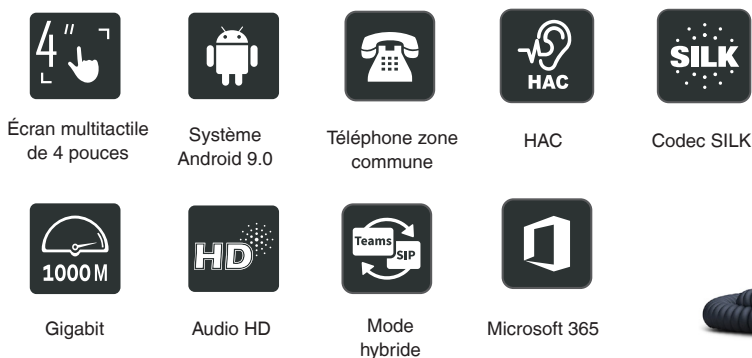 4"
HAC
SILK
Écran multitactile
de 4 pouces
Système
Android 9.0
Téléphone zone
commune
HAC
Codec SILK
1000M
HD
Teams
SIP
Gigabit
Audio HD
Mode
hybride
Microsoft 365